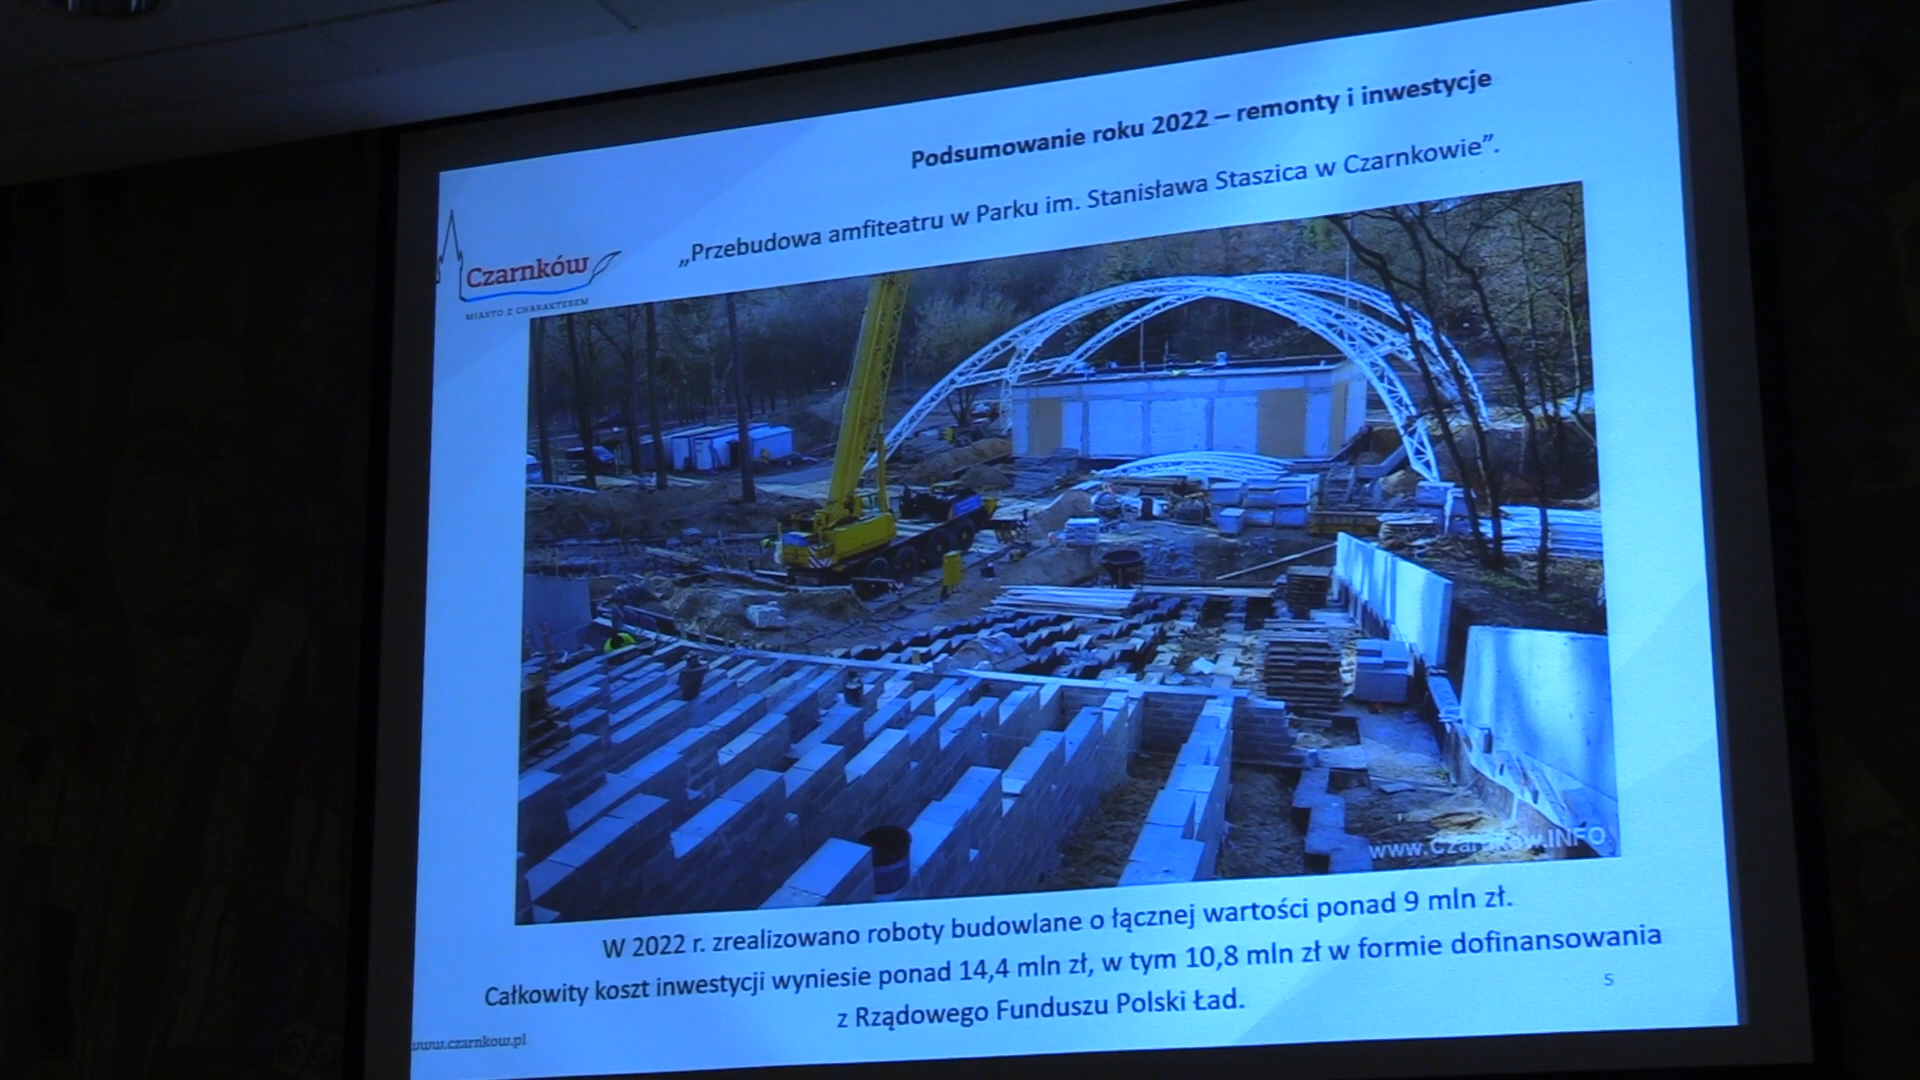 Podsumowanie roku 2022 – remonty i inwestycje
„Przebudowa amfiteatru w Parku im. Stanisława Staszica w Czarnkowie”.
Czarnków
MIASTO Z CHARAKTEREM
www.Czarnków.INFO
W 2022 r. zrealizowano roboty budowlane o łącznej wartości ponad 9 mln zł.
Całkowity koszt inwestycji wyniesie ponad 14,4 mln zł, w tym 10,8 mln zł w formie dofinansowania
z Rządowego Funduszu Polski Ład.
5
www.czarnkow.pl